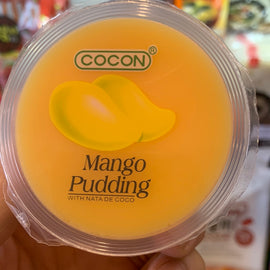 COCON®
Mango
Pudding
WITH NATA DE COCO